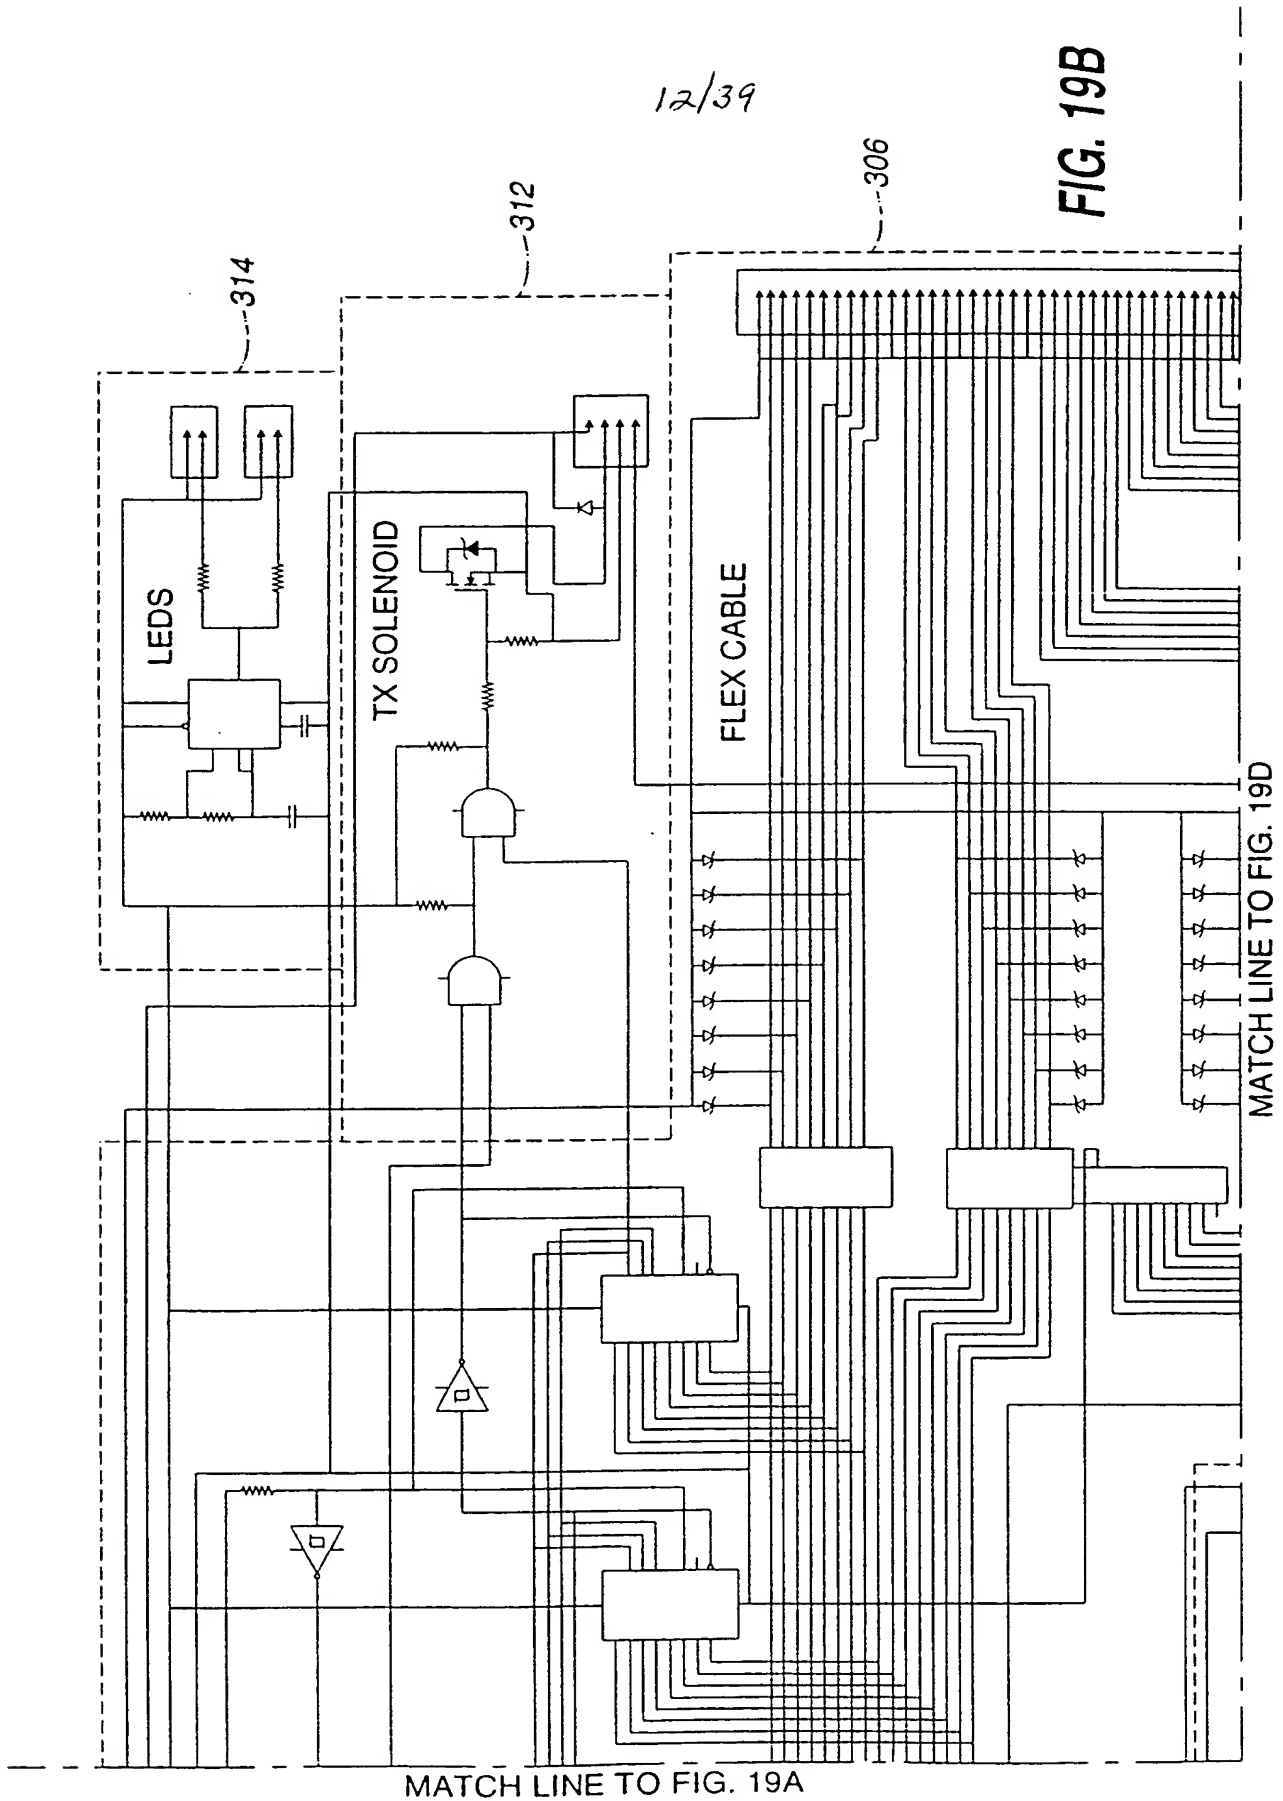 12/39
FIG. 19B
314
312
306
LEDS
TX SOLENOID
FLEX CABLE
MATCH LINE TO FIG. 19D
MATCH LINE TO FIG. 19A